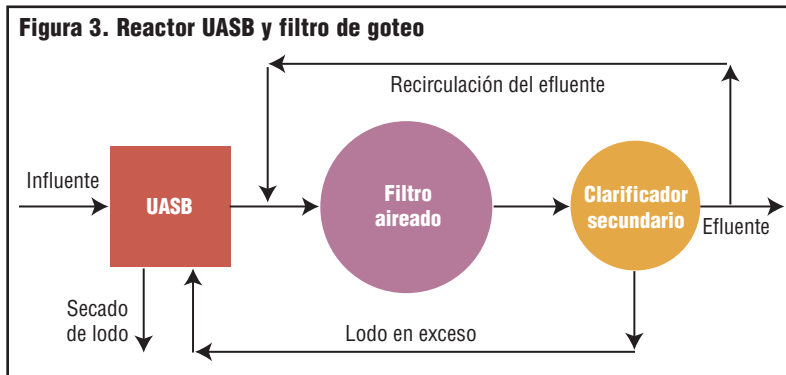 Figura 3. Reactor UASB y filtro de goteo
Recirculación del efluente
Influente
UASB
Filtro
aireado
Clarificador
secundario
Efluente
Secado
de lodo
Lodo en exceso